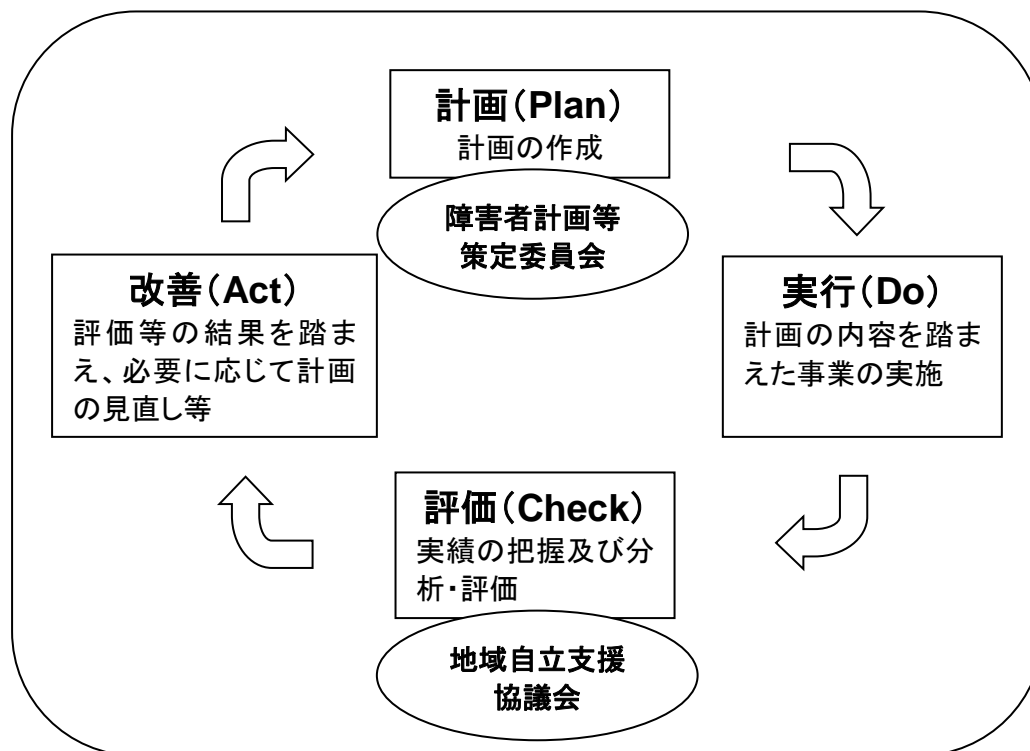 計画(Plan)
計画の作成
障害者計画等
策定委員会
改善(Act)
評価等の結果を踏ま
え、必要に応じて計画
の見直し等
実行(Do)
計画の内容を踏ま
えた事業の実施
評価(Check)
実績の把握及び分
析・評価
地域自立支援
協議会